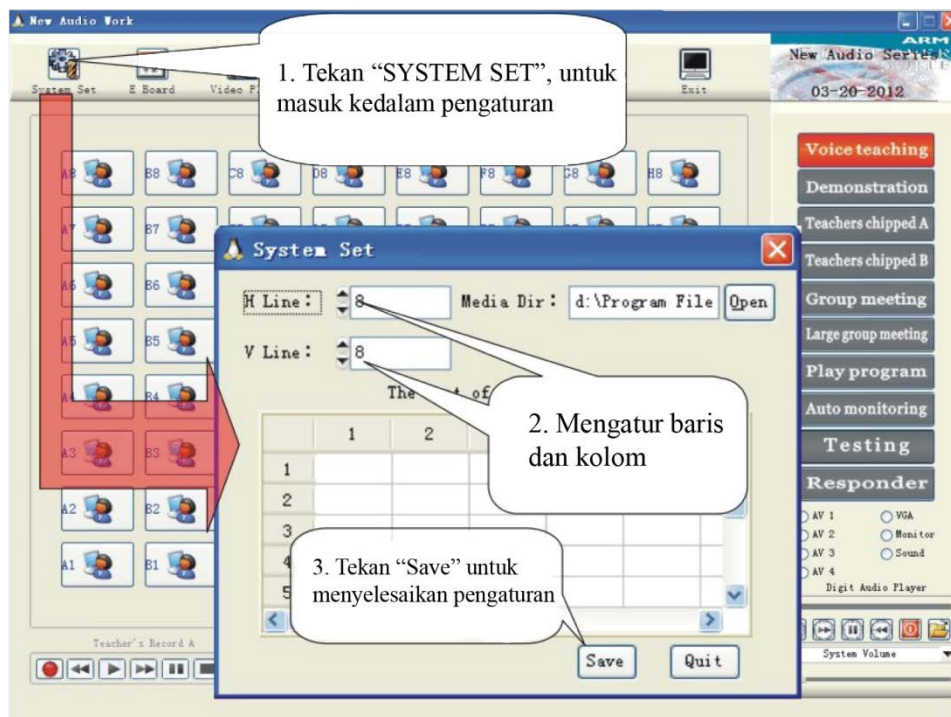 New Audio Work
System Set
E Board
Exit
1. Tekan “SYSTEM SET”, untuk
masuk kedalam pengaturan
ARM
New Audio Series
03-20-2012
Voice teaching
Demonstration
Teachers chipped A
Teachers chipped B
Group meeting
Large group meeting
Play program
Auto monitoring
Testing
Responder
AV 1
VGA
AV 2
Monitor
AV 3
Sound
AV 4
Digit Audio Player
System Volume
A8 B8 C8 D8 E8 F8 G8 H8
A7 B7
A6 B6
A5 B5
A4 B4
A3 B3
A2 B2
A1 B1
Teacher's Record A
System Set
H Line: 8
Media Dir: d:\Program File Open
V Line: 8
The of
2. Mengatur baris
dan kolom
1 2
1
2
3
4
5
3. Tekan “Save” untuk
menyelesaikan pengaturan
Save Quit